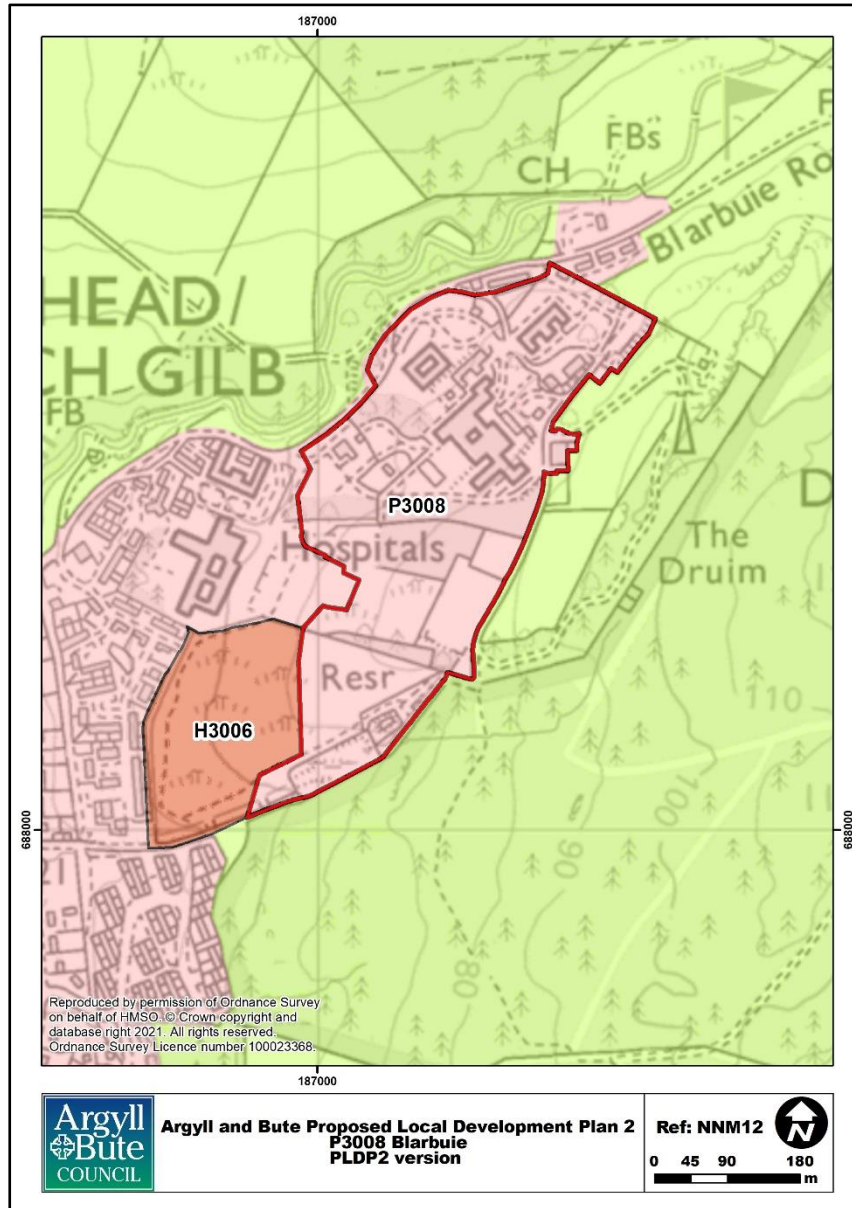 187000
FBs
CH
Blarbuie Ro
HEAD/
CH GILB
FB
P3008
Hospitals
The
Druim
D
Resr
110
H3006
100
688000
688000
90
21
80
Reproduced by permission of Ordnance Survey
on behalf of HMSO. © Crown copyright and
database right 2021. All rights reserved.
Ordnance Survey Licence number 100023368.
187000
Argyll
&Bute
COUNCIL
Argyll and Bute Proposed Local Development Plan 2
P3008 Blarbuie
PLDP2 version
Ref: NNM12
N
0 45 90 180
m